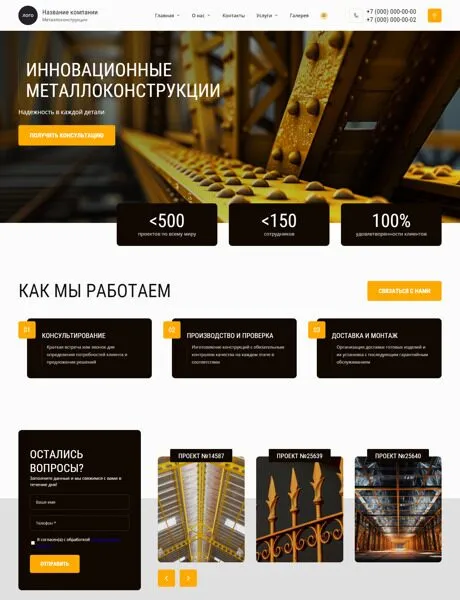 ЛОГО
Название компании
Металлоконструкции
Главная
О нас
Контакты
Услуги
Галерея
+7 (000) 000-00-00
+7 (000) 000-00-02
ИННОВАЦИОННЫЕ
МЕТАЛЛОКОНСТРУКЦИИ
Надежность в каждой детали
ПОЛУЧИТЬ КОНСУЛЬТАЦИЮ
<500
проектов по всему миру
<150
сотрудников
100%
удовлетворенности клиентов
КАК МЫ РАБОТАЕМ
СВЯЗАТЬСЯ С НАМИ
01
КОНСУЛЬТИРОВАНИЕ
Краткая встреча или звонок для
определения потребностей клиента и
предложения решений
02
ПРОИЗВОДСТВО И ПРОВЕРКА
Изготовление конструкций с обязательным
контролем качества на каждом этапе в
соответствии
03
ДОСТАВКА И МОНТАЖ
Организация доставки готовых изделий и
их установка с последующим гарантийным
обслуживанием
ОСТАЛИСЬ
ВОПРОСЫ?
Заполните данные и мы свяжемся с вами в
течение дня!
Ваше имя
Телефон *
Я согласен(а) с обработкой
ОТПРАВИТЬ
ПРОЕКТ №14587
ПРОЕКТ №25639
ПРОЕКТ №25640